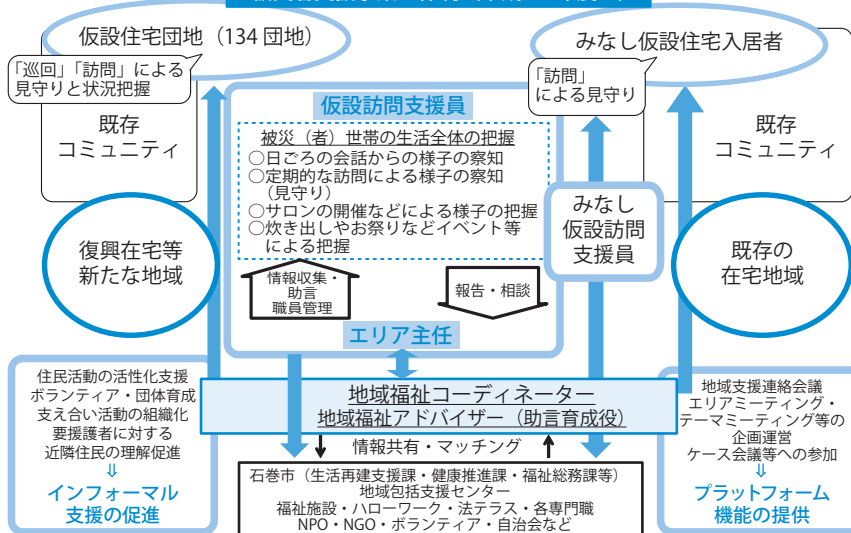 仮設住宅団地（134 団地）
「巡回」「訪問」による
見守りと状況把握
既存
コミュニティ
復興在宅等
新たな地域
仮設訪問支援員
被災（者）世帯の生活全体の把握
○日ごろの会話からの様子の察知
○定期的な訪問による様子の察知
（見守り）
○サロンの開催などによる様子の把握
○炊き出しやお祭りなどイベント等
による把握
情報収集・
助言
職員管理
報告・相談
エリア主任
みなし仮設住宅入居者
「訪問」
による見守り
既存
コミュニティ
みなし
仮設訪問
支援員
既存の
在宅地域
住民活動の活性化支援
ボランティア・団体育成
支え合い活動の組織化
要援護者に対する
近隣住民の理解促進
⇓
インフォーマル
支援の促進
地域福祉コーディネーター
地域福祉アドバイザー（助言育成役）
情報共有・マッチング
石巻市（生活再建支援課・健康推進課・福祉総務課等）
地域包括支援センター
福祉施設・ハローワーク・法テラス・各専門職
NPO・NGO・ボランティア・自治会など
地域支援連絡会議
エリアミーティング・
テーマミーティング等の
企画運営
ケース会議等への参加
⇓
プラットフォーム
機能の提供